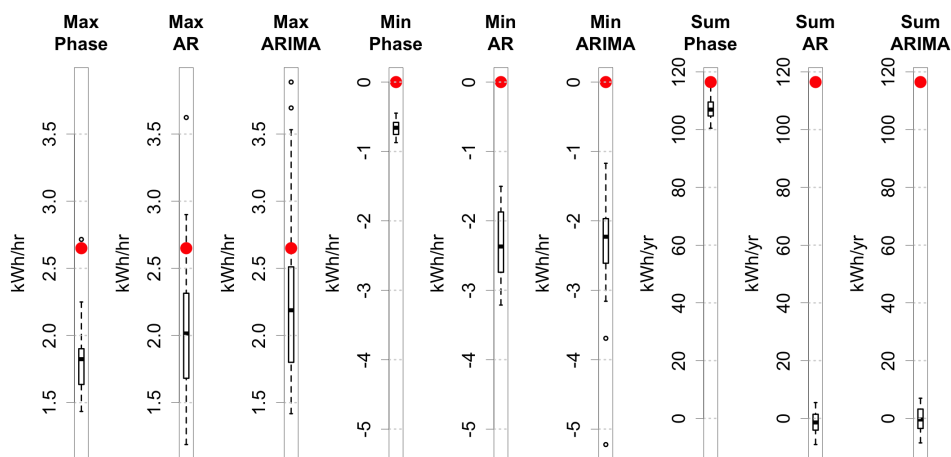 Max Phase
Max AR
Max ARIMA
Min Phase
Min AR
Min ARIMA
Sum Phase
Sum AR
Sum ARIMA
kWh/hr
1.5 2.0 2.5 3.0 3.5
kWh/hr
1.5 2.0 2.5 3.0 3.5
kWh/hr
1.5 2.0 2.5 3.0 3.5
kWh/hr
-5 -4 -3 -2 -1 0
kWh/hr
-5 -4 -3 -2 -1 0
kWh/hr
-5 -4 -3 -2 -1 0
kWh/yr
0 20 40 60 80 100 120
kWh/yr
0 20 40 60 80 100 120
kWh/yr
0 20 40 60 80 100 120